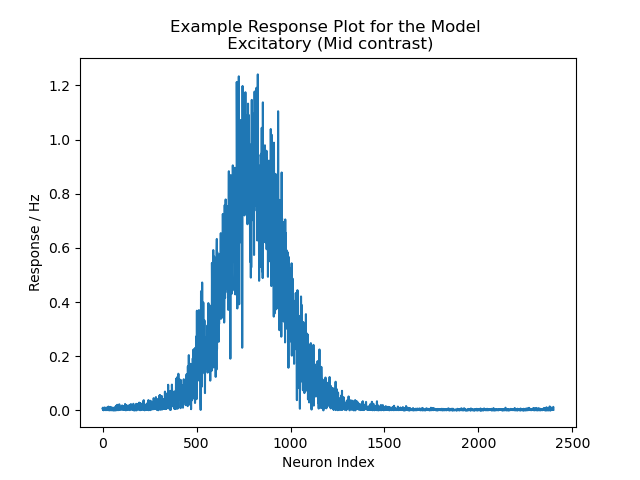 Example Response Plot for the Model
Excitatory (Mid contrast)
1.2
1.0
0.8
0.6
0.4
0.2
0.0
Response / Hz
0 500 1000 1500 2000 2500
Neuron Index